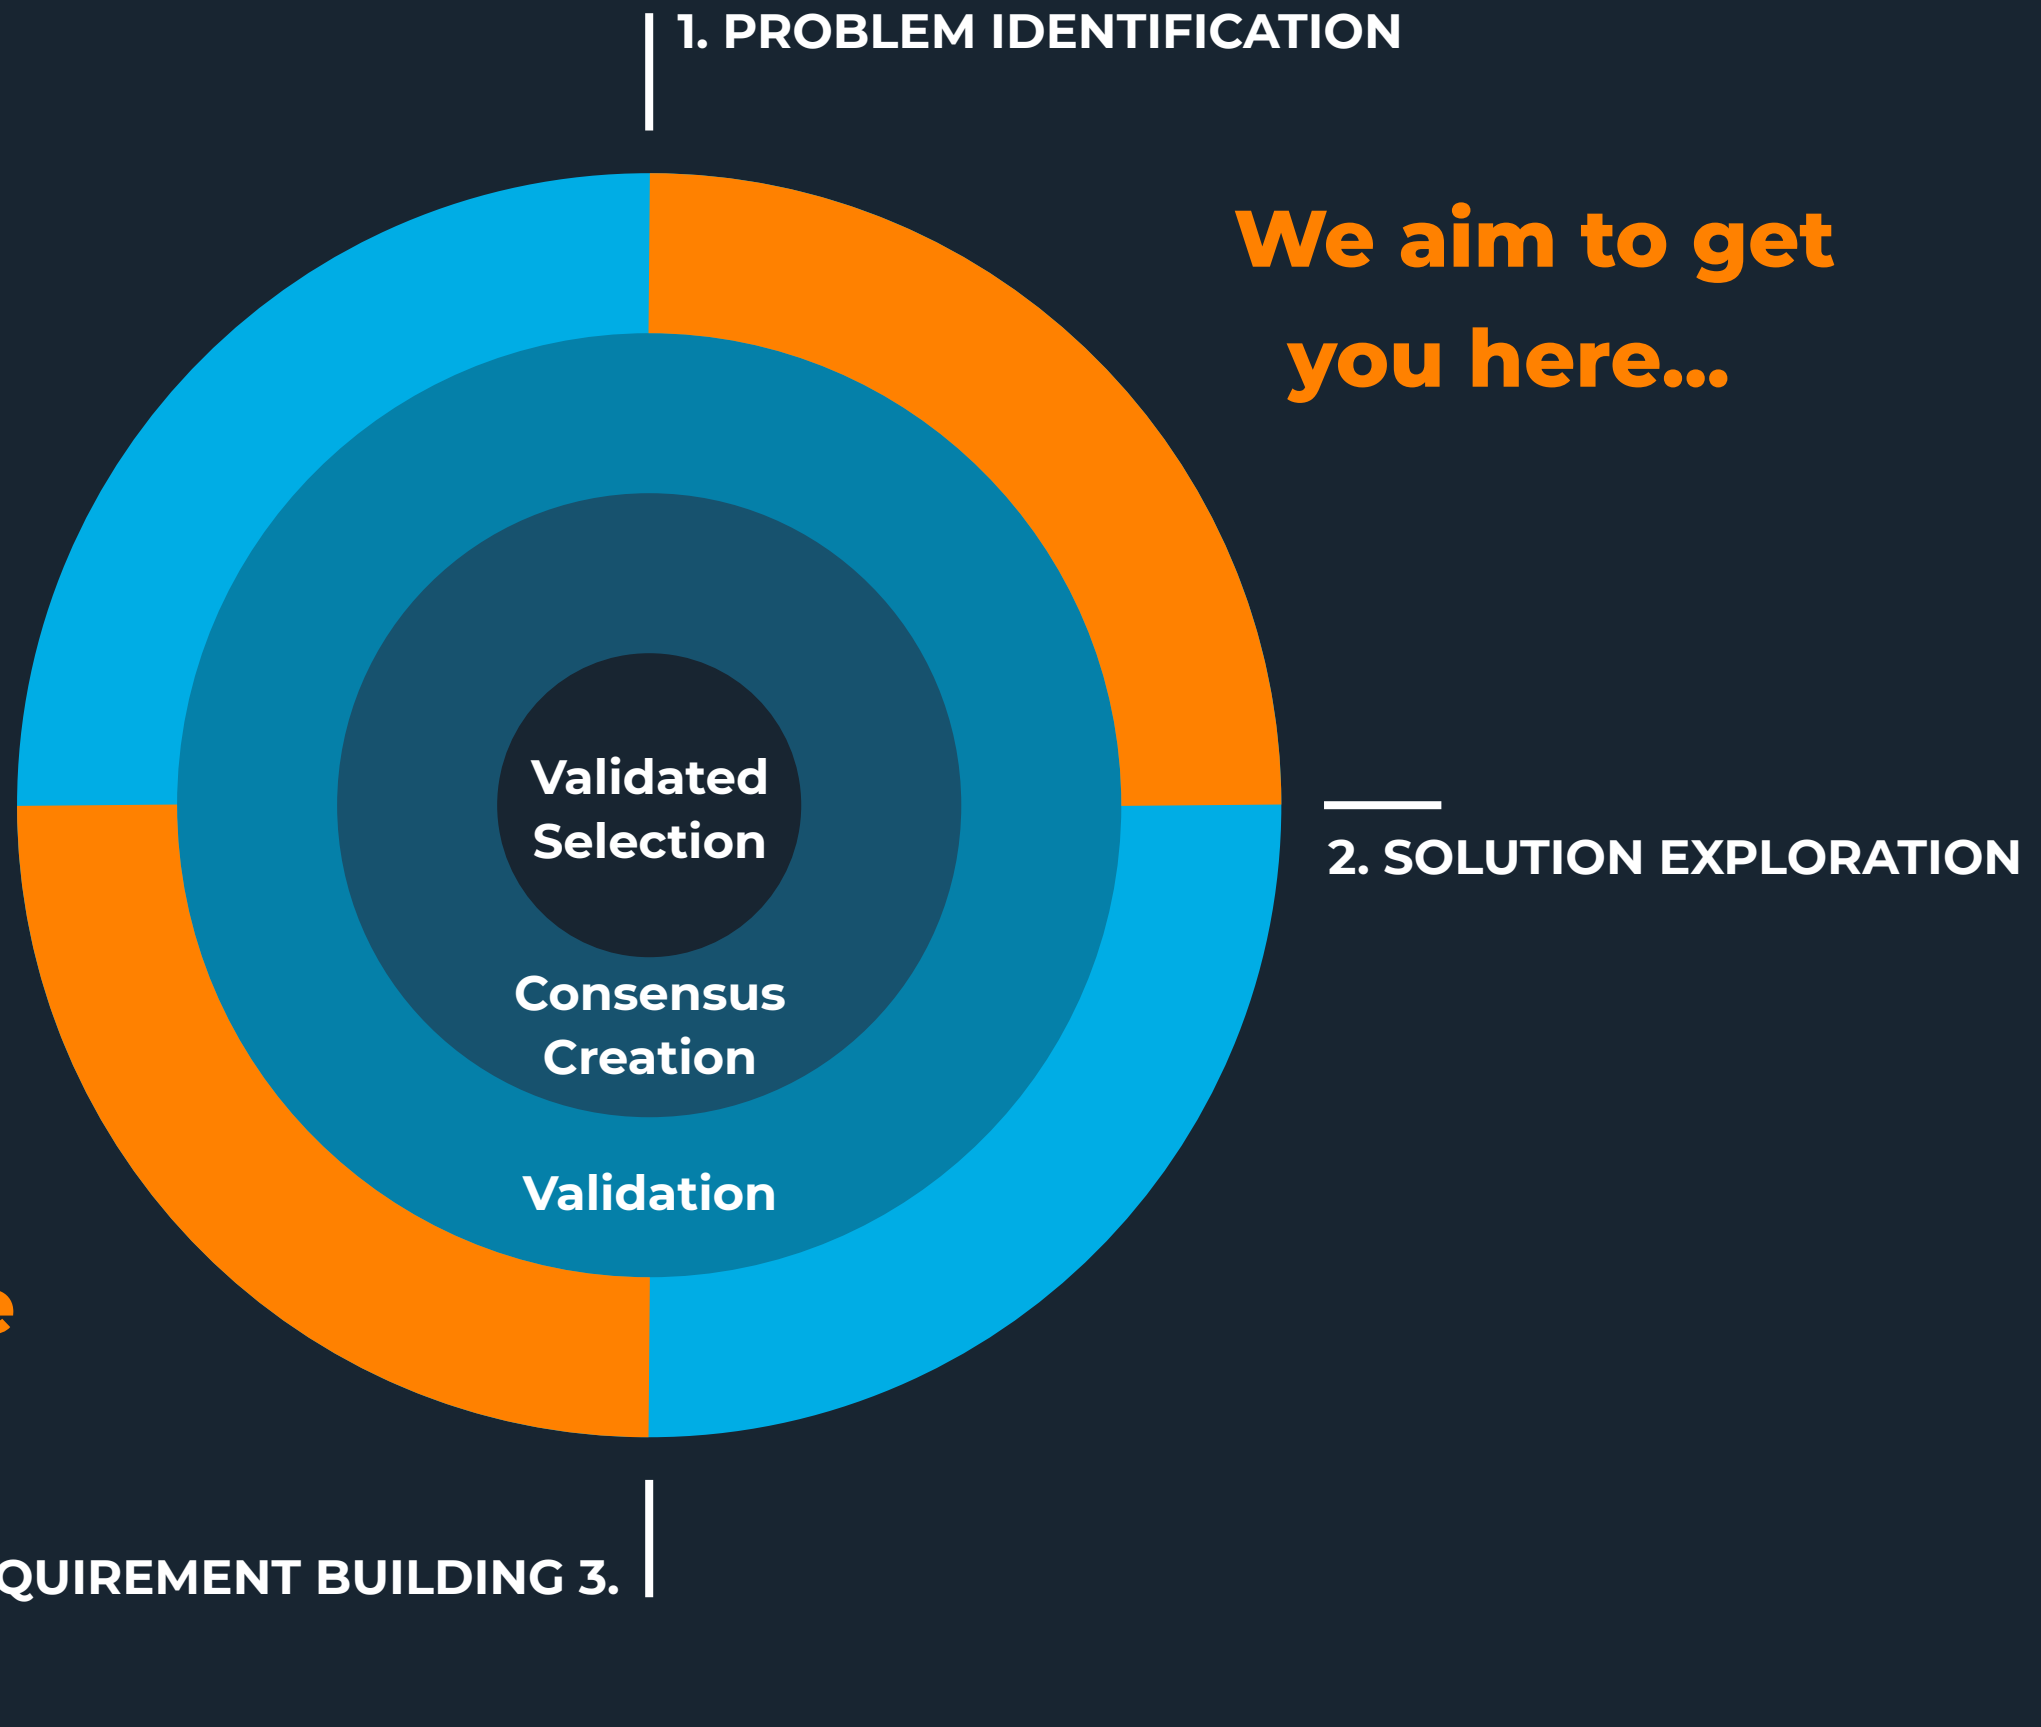 1. PROBLEM IDENTIFICATION
We aim to get
you here...
Validated
Selection
2. SOLUTION EXPLORATION
Consensus
Creation
Validation
BUILDING 3.